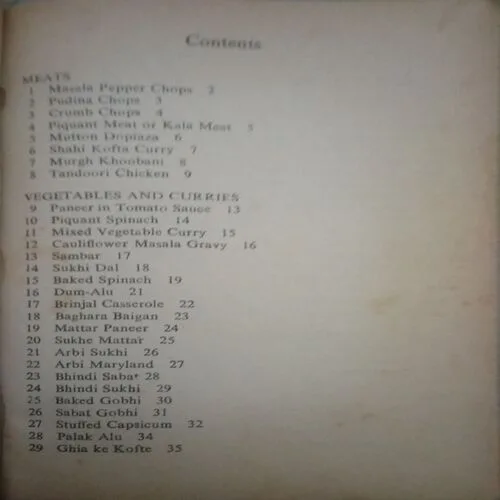 Contents
MEATS
1 Masala Pepper Chops 2
2 Pudina Chops 3
3 Crumb Chops 4
4 Piquant Meat or Kala Meat 5
5 Mutton Dopiaza 6
6 Shahi Kofta Curry 7
7 Murgh Khoobani 8
8 Tandoori Chicken 9
VEGETABLES AND CURRIES
9 Paneer in Tomato Sauce 13
10 Piquant Spinach 14
11 Mixed Vegetable Curry 15
12 Cauliflower Masala Gravy 16
13 Sambar 17
14 Sukhi Dal 18
15 Baked Spinach 19
16 Dum-Alu 21
17 Brinjal Casserole 22
18 Baghara Baigan 23
19 Mattar Paneer 24
20 Sukhe Mattar 25
21 Arbi Sukhi 26
22 Arbi Maryland 27
23 Bhindi Sabat 28
24 Bhindi Sukhi 29
25 Baked Gobhi 30
26 Sabat Gobhi 31
27 Stuffed Capsicum 32
28 Palak Alu 34
29 Ghia ke Kofte 35